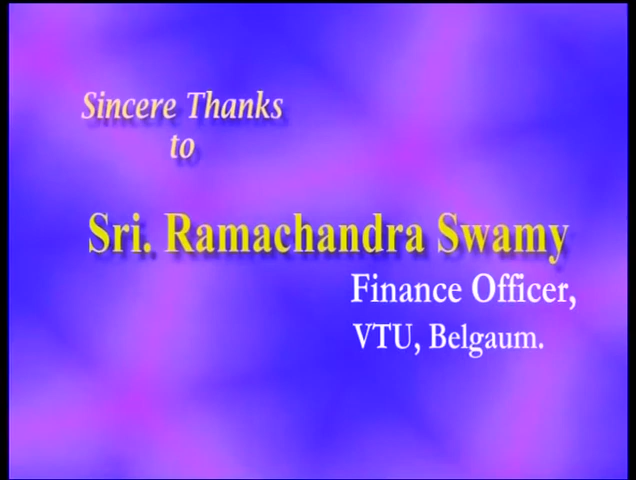 Sincere Thanks
to
Sri. Ramachandra Swamy
Finance Officer,
VTU, Belgaum.